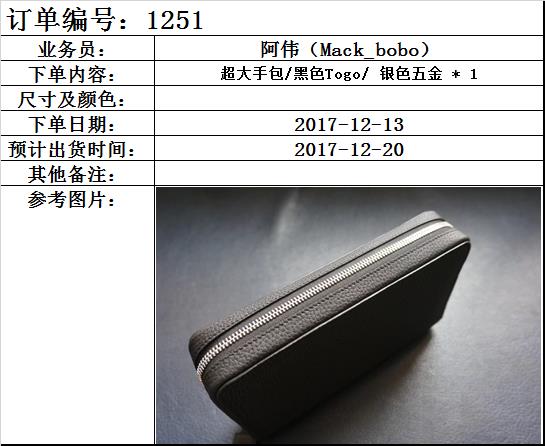 订单编号：1251
业务员： 阿伟（Mack_bobo）
下单内容： 超大手包/黑色Togo/ 银色五金 * 1
尺寸及颜色：
下单日期： 2017-12-13
预计出货时间： 2017-12-20
其他备注：
参考图片：